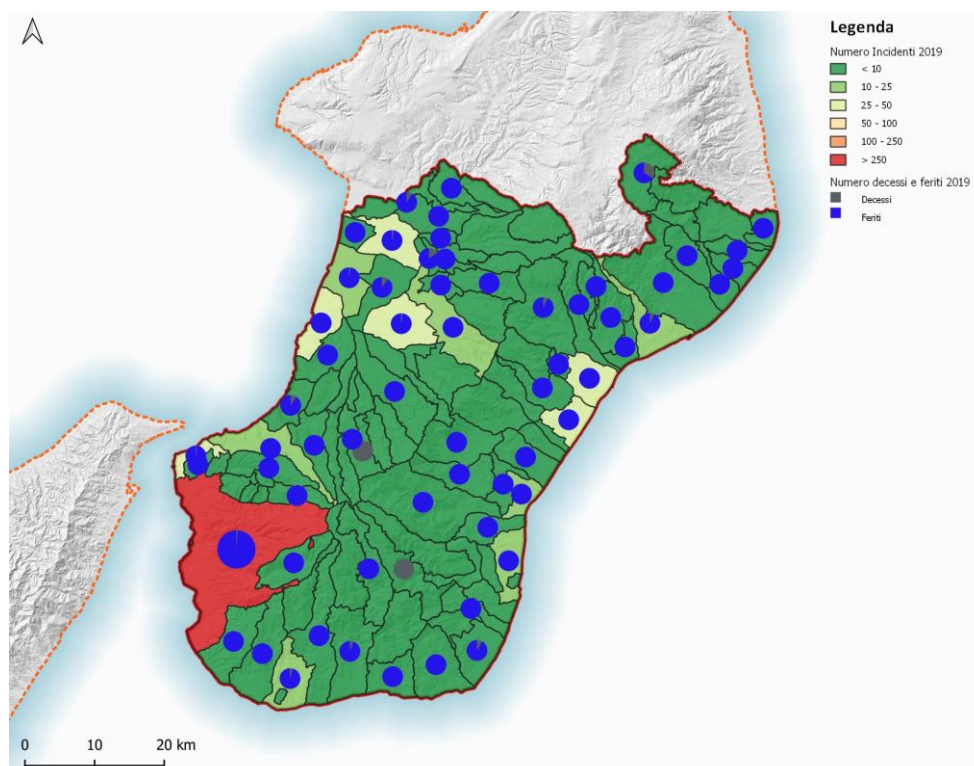 Legenda
Numero Incidenti 2019
< 10
10 - 25
25 - 50
50 - 100
100 - 250
> 250
Numero decessi e feriti 2019
Decessi
Feriti
0 10 20 km